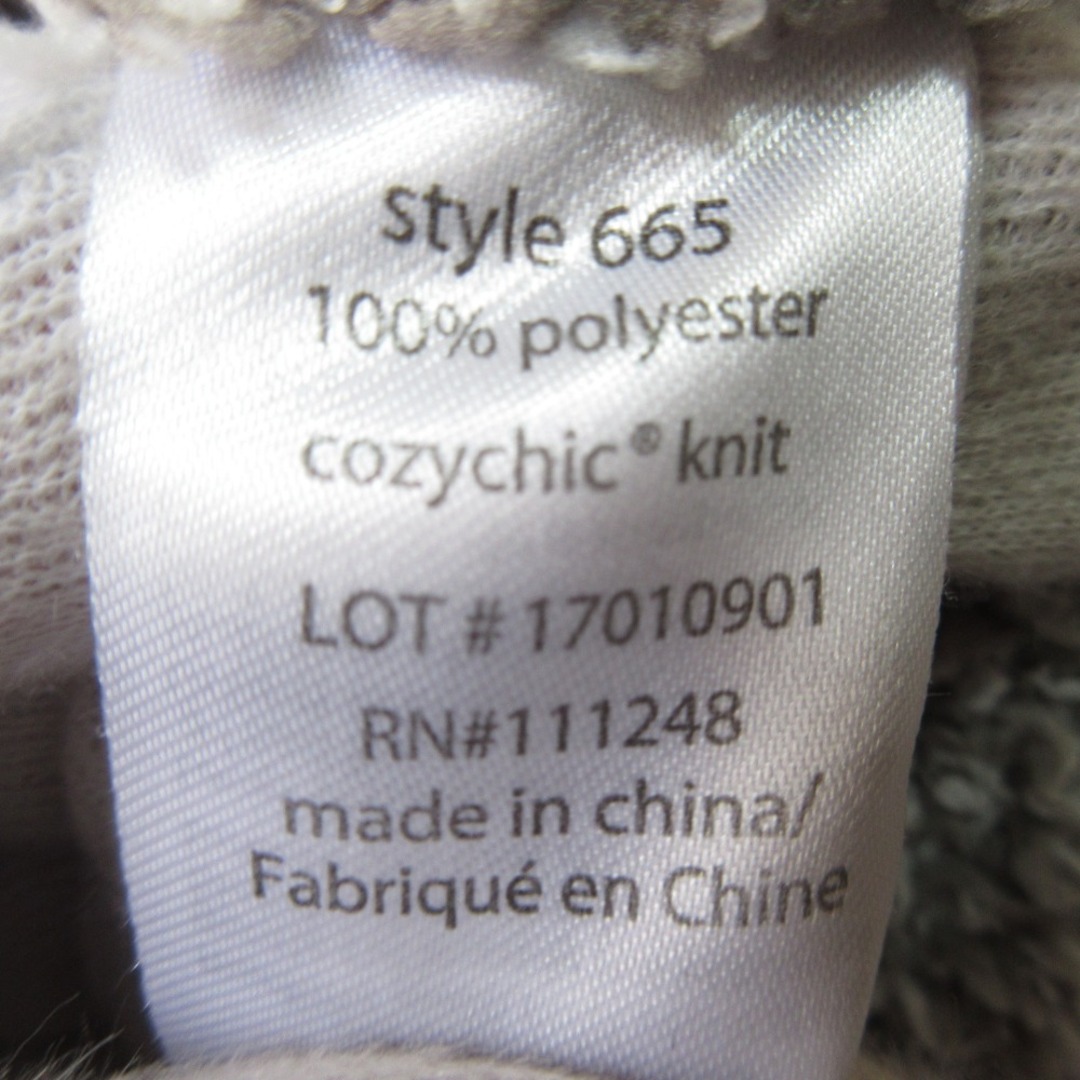 style 665
100% polyester
cozychic® knit
LOT #17010901
RN#111248
made in china/
Fabriqué en Chine